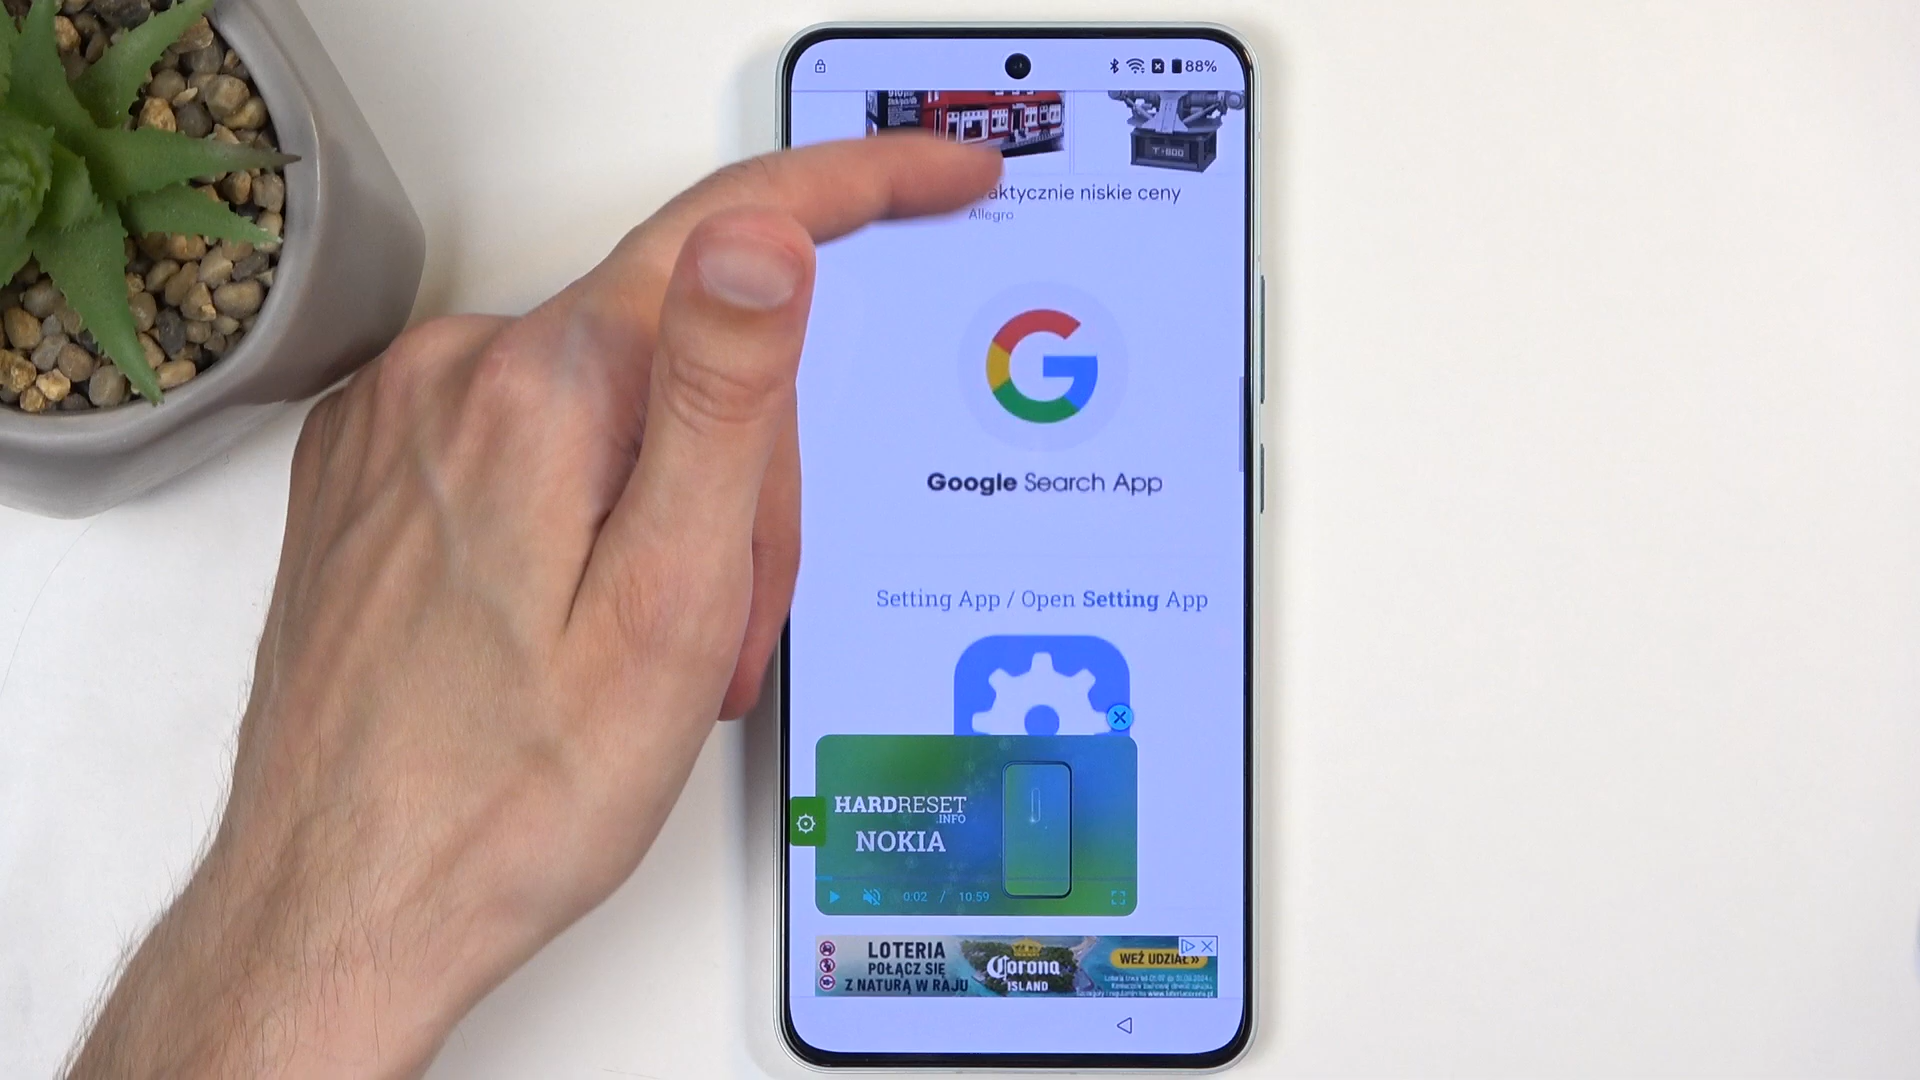 88%
T-800
aktycznie niskie ceny
Allegro
Google Search App
Setting App / Open Setting App
HARDRESET
.INFO
NOKIA
0:02 / 10:59
LOTERIA
POŁĄCZ SIĘ
Z NATURĄ W RAJU
Corona
ISLAND
WEŹ UDZIAŁ »